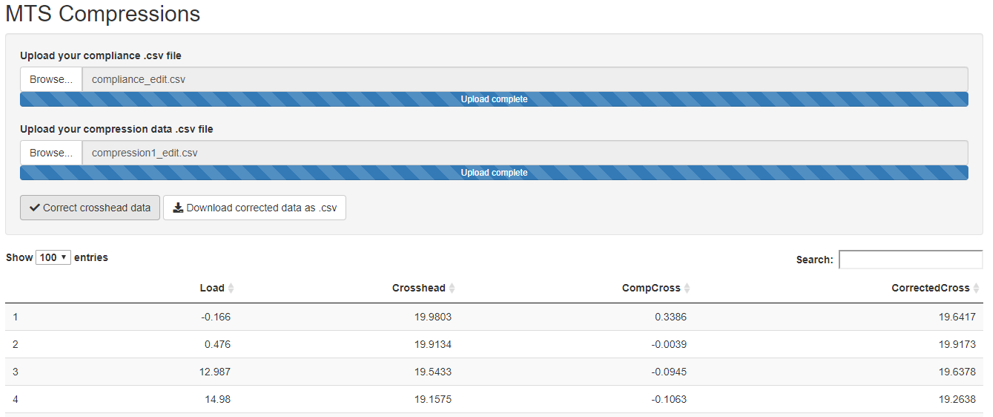 MTS Compressions
Upload your compliance .csv file
Browse... compliance_edit.csv
Upload complete
Upload your compression data .csv file
Browse... compression1_edit.csv
Upload complete
Correct crosshead data Download corrected data as .csv
Show 100 entries Search:
Load Crosshead CompCross CorrectedCross
1 -0.166 19.9803 0.3386 19.6417
2 0.476 19.9134 -0.0039 19.9173
3 12.987 19.5433 -0.0945 19.6378
4 14.98 19.1575 -0.1063 19.2638